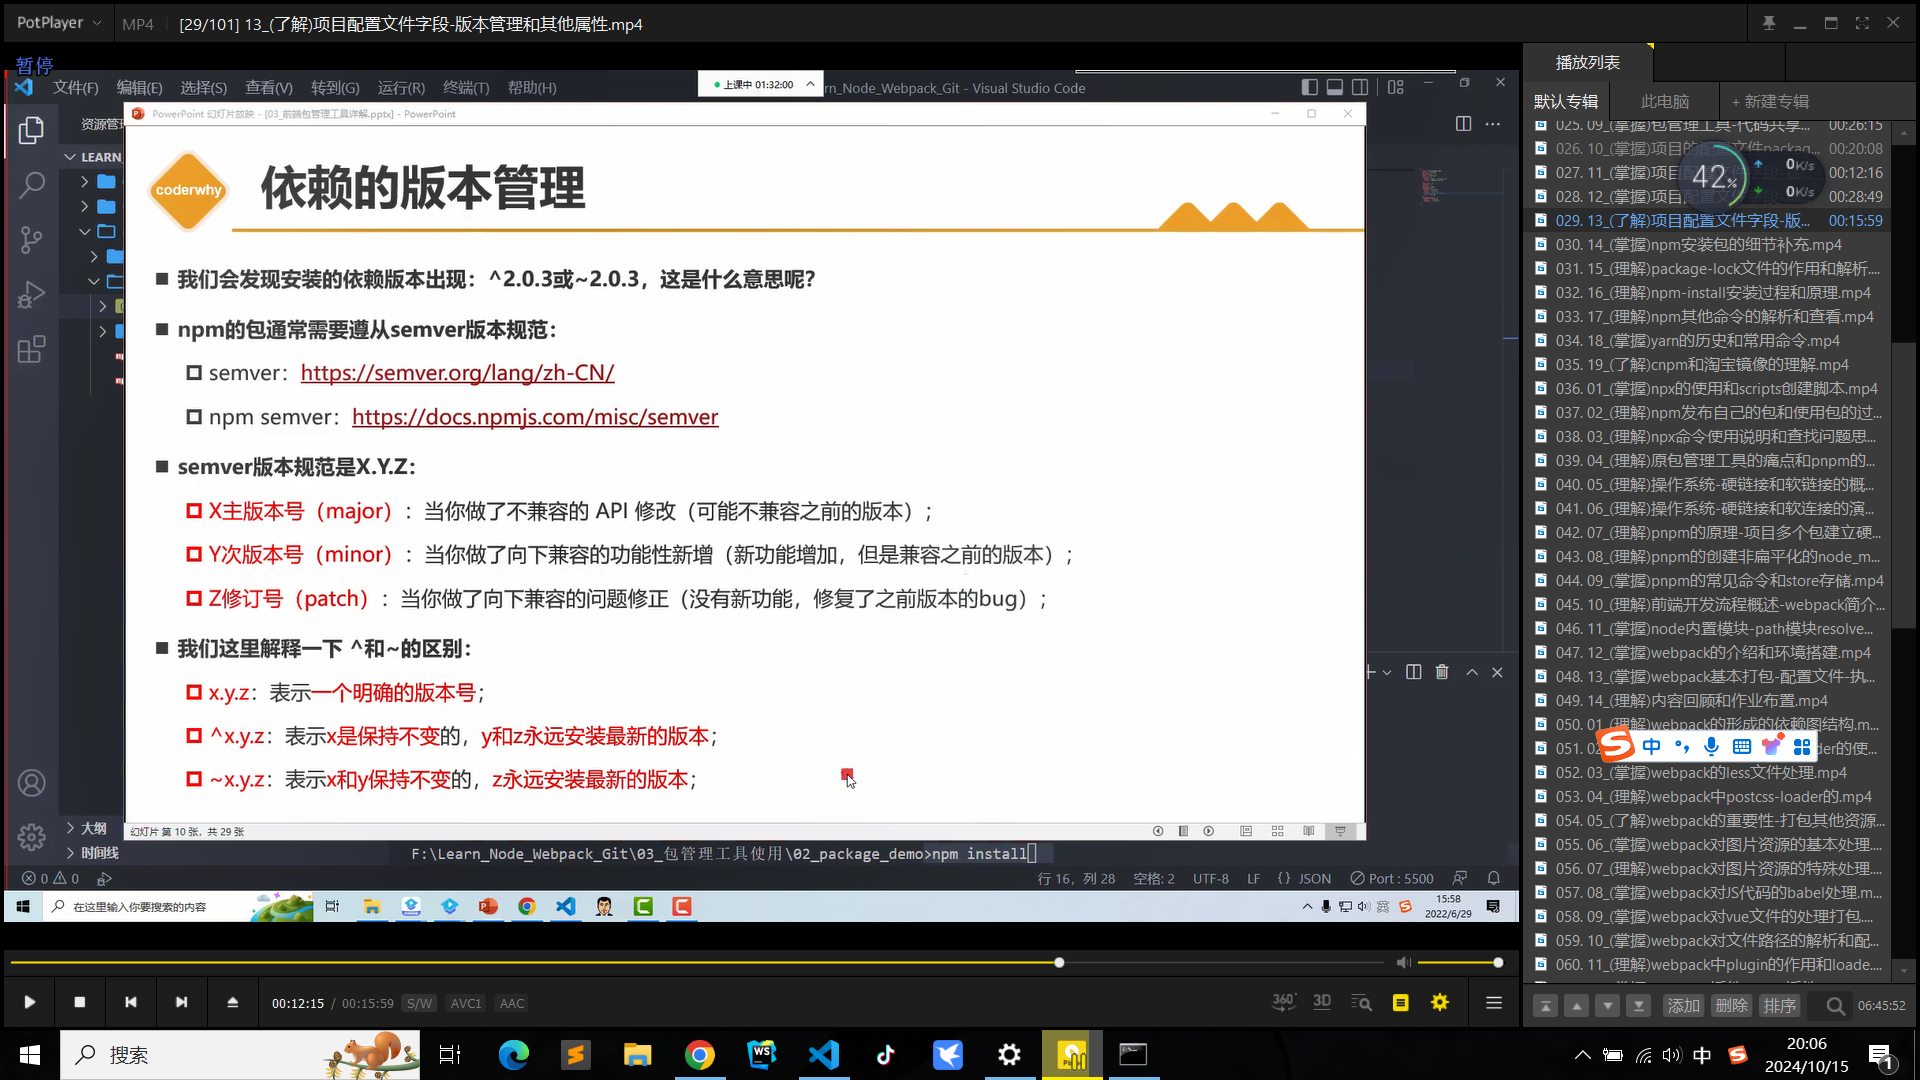 PotPlayer
MP4
[29/101] 13_(了解)项目配置文件字段-版本管理和其他属性.mp4
暂停
文件(F) 编辑(E) 选择(S) 查看(V) 转到(G) 运行(R) 终端(T) 帮助(H)
上课中 01:32:00
rn_Node_Webpack_Git - Visual Studio Code
资源管
LEARN_
PowerPoint 幻灯片放映 - [03_前端包管理工具详解.pptx] - PowerPoint
coderwhy
依赖的版本管理
我们会发现安装的依赖版本出现：^2.0.3或~2.0.3，这是什么意思呢？
npm的包通常需要遵从semver版本规范：
semver：https://semver.org/lang/zh-CN/
npm semver：https://docs.npmjs.com/misc/semver
semver版本规范是X.Y.Z：
X主版本号（major）：当你做了不兼容的 API 修改（可能不兼容之前的版本）；
Y次版本号（minor）：当你做了向下兼容的功能性新增（新功能增加，但是兼容之前的版本）；
Z修订号（patch）：当你做了向下兼容的问题修正（没有新功能，修复了之前版本的bug）；
我们这里解释一下 ^和~的区别：
x.y.z：表示一个明确的版本号；
^x.y.z：表示x是保持不变的，y和z永远安装最新的版本；
~x.y.z：表示x和y保持不变的，z永远安装最新的版本；
幻灯片 第 10 张，共 29 张
大纲
时间线
F:\Learn_Node_Webpack_Git\03_包管理工具使用\02_package_demo>npm install
0 0
行 16，列 28 空格: 2 UTF-8 LF {} JSON Port : 5500
在这里输入你要搜索的内容
15:58
2022/6/29
00:12:15 / 00:15:59 S/W AVC1 AAC
360° 3D
播放列表
默认专辑 此电脑 + 新建专辑
025. 09_(掌握)包管理工具-代码共享... 00:26:15
026. 10_(掌握)项目的配置文件packag... 00:20:08
027. 11_(掌握)项目配置文件字段... 00:12:16
028. 12_(掌握)项目 00:28:49
42%
0K/s
0K/s
029. 13_(了解)项目配置文件字段-版... 00:15:59
030. 14_(掌握)npm安装包的细节补充.mp4
031. 15_(理解)package-lock文件的作用和解析....
032. 16_(理解)npm-install安装过程和原理.mp4
033. 17_(理解)npm其他命令的解析和查看.mp4
034. 18_(掌握)yarn的历史和常用命令.mp4
035. 19_(了解)cnpm和淘宝镜像的理解.mp4
036. 01_(掌握)npx的使用和scripts创建脚本.mp4
037. 02_(理解)npm发布自己的包和使用包的过...
038. 03_(理解)npx命令使用说明和查找问题思...
039. 04_(理解)原包管理工具的痛点和pnpm的...
040. 05_(理解)操作系统-硬链接和软链接的概...
041. 06_(理解)操作系统-硬链接和软连接的演...
042. 07_(理解)pnpm的原理-项目多个包建立硬...
043. 08_(理解)pnpm的创建非扁平化的node_m...
044. 09_(掌握)pnpm的常见命令和store存储.mp4
045. 10_(理解)前端开发流程概述-webpack简介...
046. 11_(掌握)node内置模块-path模块resolve...
047. 12_(掌握)webpack的介绍和环境搭建.mp4
048. 13_(掌握)webpack基本打包-配置文件-执...
049. 14_(理解)内容回顾和作业布置.mp4
050. 01_(理解)webpack的形成的依赖图结构.m...
051. 02 der的使...
中
052. 03_(掌握)webpack的less文件处理.mp4
053. 04_(理解)webpack中postcss-loader的.mp4
054. 05_(了解)webpack的重要性-打包其他资源...
055. 06_(掌握)webpack对图片资源的基本处理....
056. 07_(理解)webpack对图片资源的特殊处理....
057. 08_(掌握)webpack对JS代码的babel处理.m...
058. 09_(掌握)webpack对vue文件的处理打包....
059. 10_(掌握)webpack对文件路径的解析和配...
060. 11_(理解)webpack中plugin的作用和loade....
添加 删除 排序 06:45:52
搜索
中
20:06
2024/10/15
1